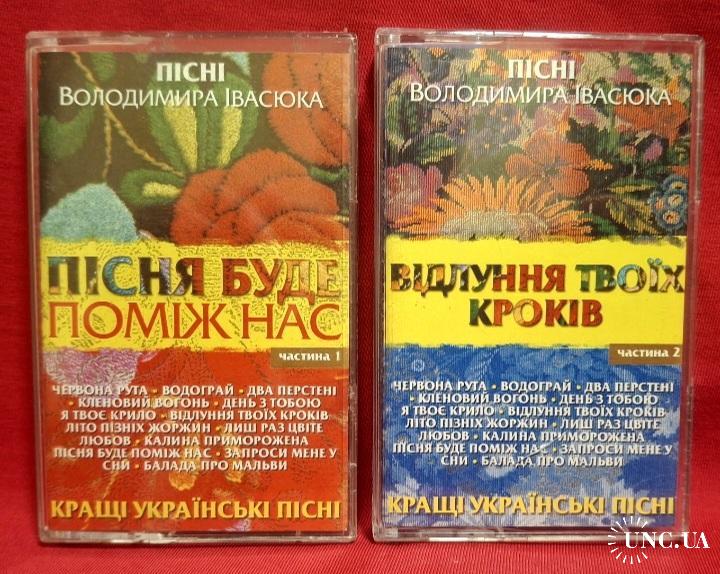 ПІСНІ
ВОЛОДИМИРА ІВАСЮКА
ПІСНЯ БУДЕ
ПОМІЖ НАС
ЧАСТИНА 1
ЧЕРВОНА РУТА • ВОДОГРАЙ • ДВА ПЕРСТЕНІ
• КЛЕНОВИЙ ВОГОНЬ • ДЕНЬ З ТОБОЮ
Я ТВОЄ КРИЛО • ВІДЛУННЯ ТВОЇХ КРОКІВ
ЛІТО ПІЗНІХ ЖОРЖИН • ЛИШ РАЗ ЦВІТЕ
ЛЮБОВ • КАЛИНА ПРИМОРОЖЕНА
ПІСНЯ БУДЕ ПОМІЖ НАС • ЗАПРОСИ МЕНЕ У
СНИ • БАЛАДА ПРО МАЛЬВИ
КРАЩІ УКРАЇНСЬКІ ПІСНІ
ПІСНІ
ВОЛОДИМИРА ІВАСЮКА
ВІДЛУННЯ ТВОЇХ
КРОКІВ
ЧАСТИНА 2
ЧЕРВОНА РУТА • ВОДОГРАЙ • ДВА ПЕРСТЕНІ
• КЛЕНОВИЙ ВОГОНЬ • ДЕНЬ З ТОБОЮ
Я ТВОЄ КРИЛО • ВІДЛУННЯ ТВОЇХ КРОКІВ
ЛІТО ПІЗНІХ ЖОРЖИН • ЛИШ РАЗ ЦВІТЕ
ЛЮБОВ • КАЛИНА ПРИМОРОЖЕНА
ПІСНЯ БУДЕ ПОМІЖ НАС • ЗАПРОСИ МЕНЕ У
СНИ • БАЛАДА ПРО МАЛЬВИ
КРАЩІ УКРАЇНСЬКІ ПІСНІ
UNC.UA